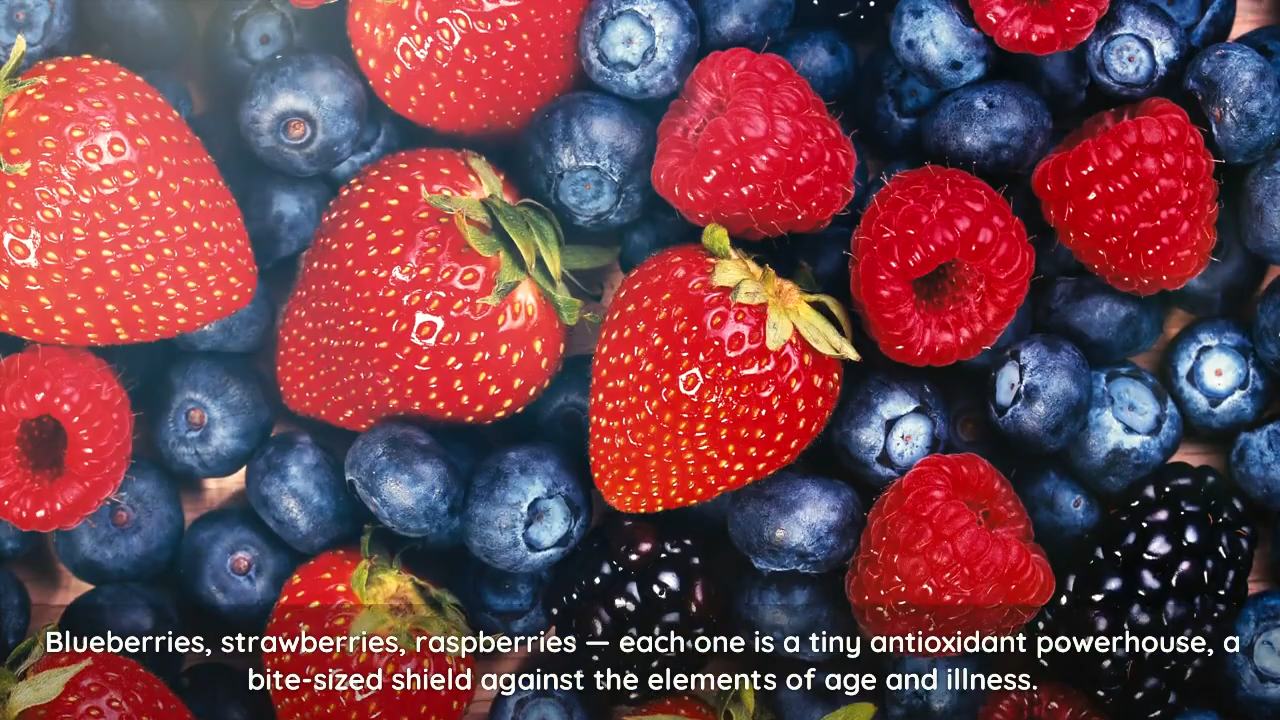 Blueberries, strawberries, raspberries — each one is a tiny antioxidant powerhouse, a
bite-sized shield against the elements of age and illness.